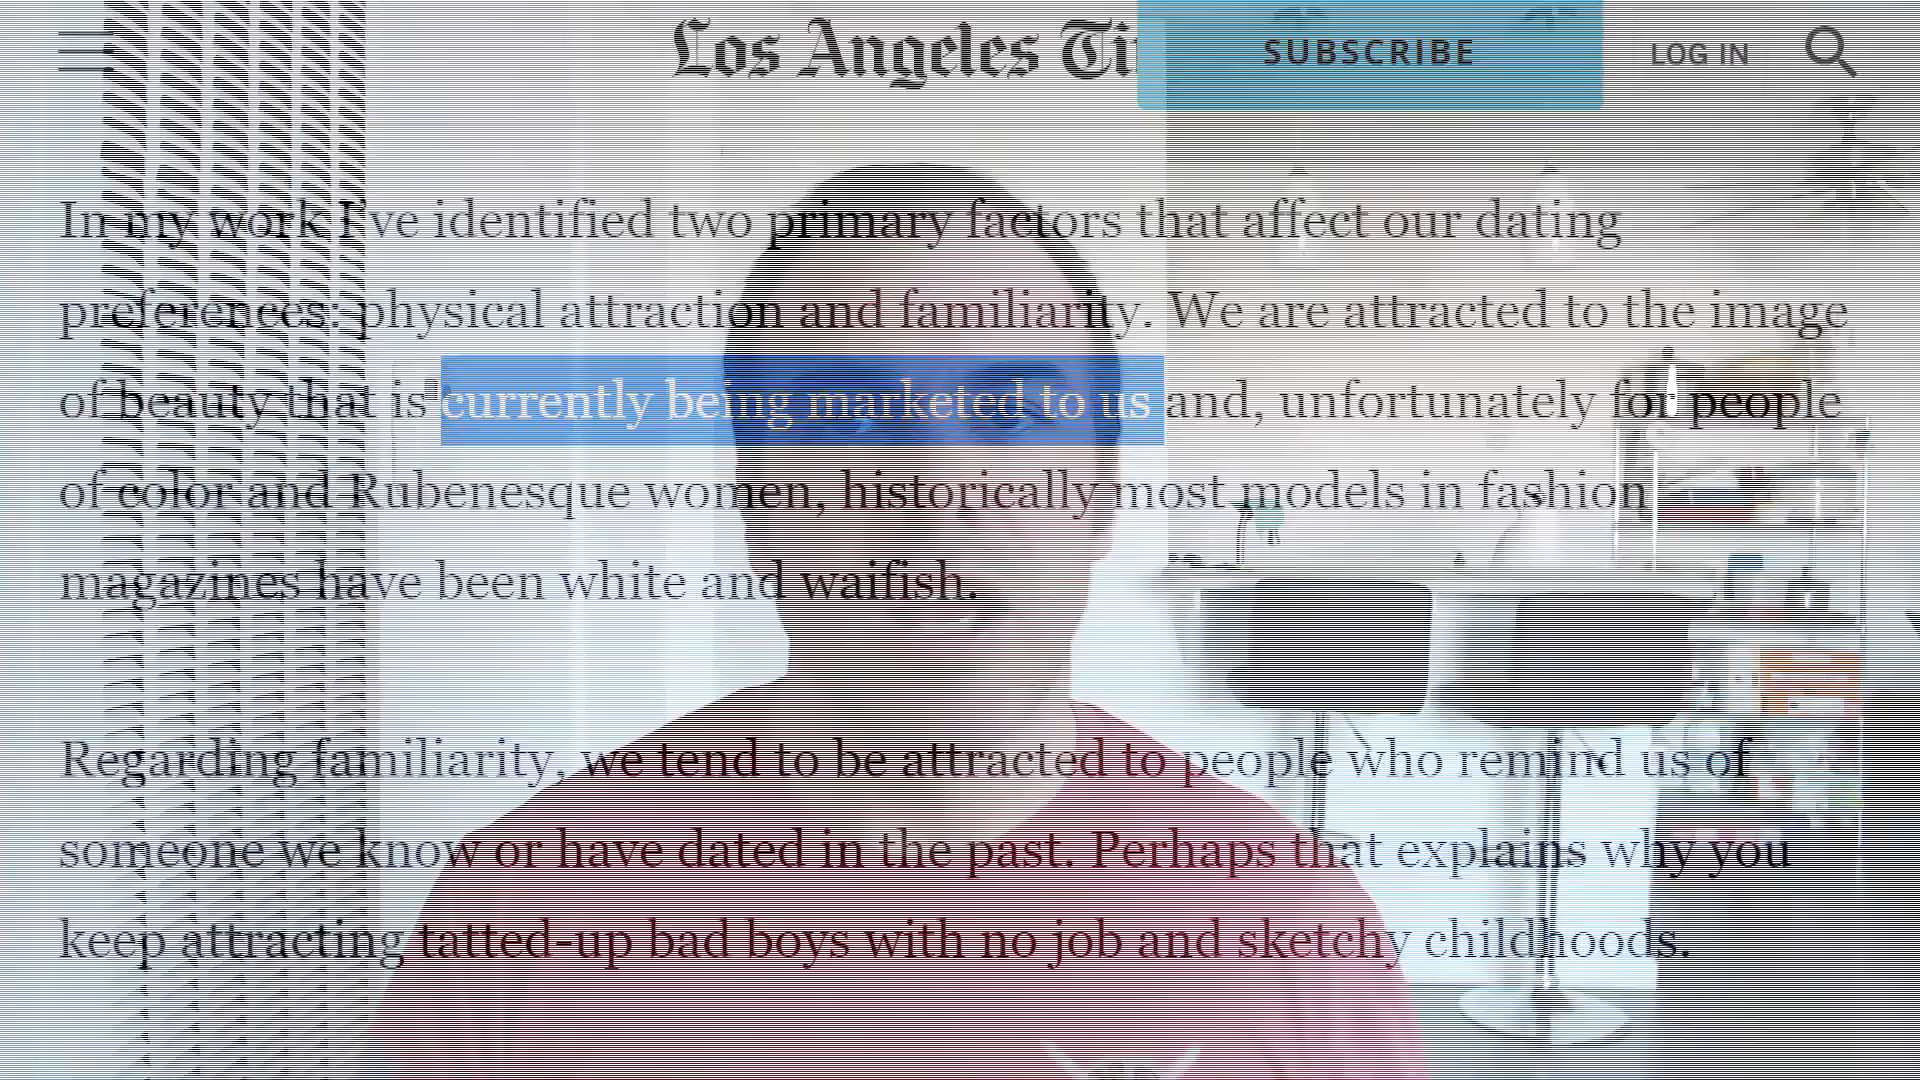 Los Angeles Ti
SUBSCRIBE
LOG IN
In my work I've identified two primary factors that affect our dating
preferences: physical attraction and familiarity. We are attracted to the image
of beauty that is currently being marketed to us and, unfortunately for people
of color and Rubenesque women, historically most models in fashion
magazines have been white and waifish.
Regarding familiarity, we tend to be attracted to people who remind us of
someone we know or have dated in the past. Perhaps that explains why you
keep attracting tatted-up bad boys with no job and sketchy childhoods.